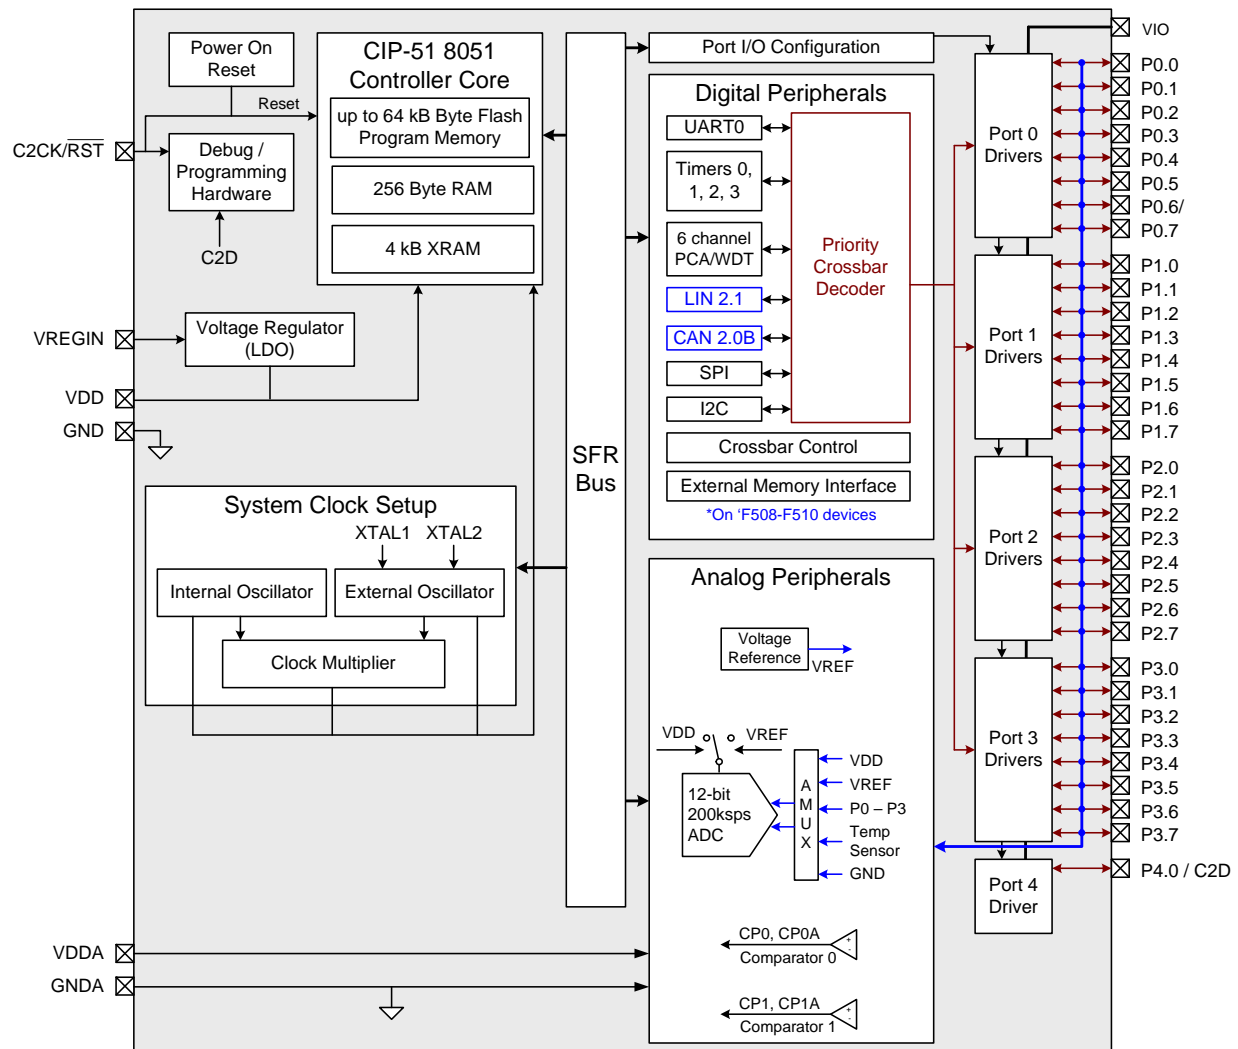 Power On
Reset
Reset
C2CK/RST
Debug /
Programming
Hardware
C2D
CIP-51 8051
Controller Core
up to 64 kB Byte Flash
Program Memory
256 Byte RAM
4 kB XRAM
VREGIN
Voltage Regulator
(LDO)
VDD
GND
System Clock Setup
XTAL1 XTAL2
Internal Oscillator
External Oscillator
Clock Multiplier
VDDA
GNDA
SFR
Bus
Port I/O Configuration
Digital Peripherals
UART0
Timers 0,
1, 2, 3
6 channel
PCA/WDT
LIN 2.1
CAN 2.0B
SPI
I2C
Priority
Crossbar
Decoder
Crossbar Control
External Memory Interface
*On ‘F508-F510 devices
Analog Peripherals
Voltage
Reference
VREF
VDD
VREF
12-bit
200ksps
ADC
A
M
U
X
VDD
VREF
P0 – P3
Temp
Sensor
GND
CP0, CP0A
+
-
Comparator 0
CP1, CP1A
+
-
Comparator 1
Port 0
Drivers
Port 1
Drivers
Port 2
Drivers
Port 3
Drivers
Port 4
Driver
VIO
P0.0
P0.1
P0.2
P0.3
P0.4
P0.5
P0.6/
P0.7
P1.0
P1.1
P1.2
P1.3
P1.4
P1.5
P1.6
P1.7
P2.0
P2.1
P2.2
P2.3
P2.4
P2.5
P2.6
P2.7
P3.0
P3.1
P3.2
P3.3
P3.4
P3.5
P3.6
P3.7
P4.0 / C2D